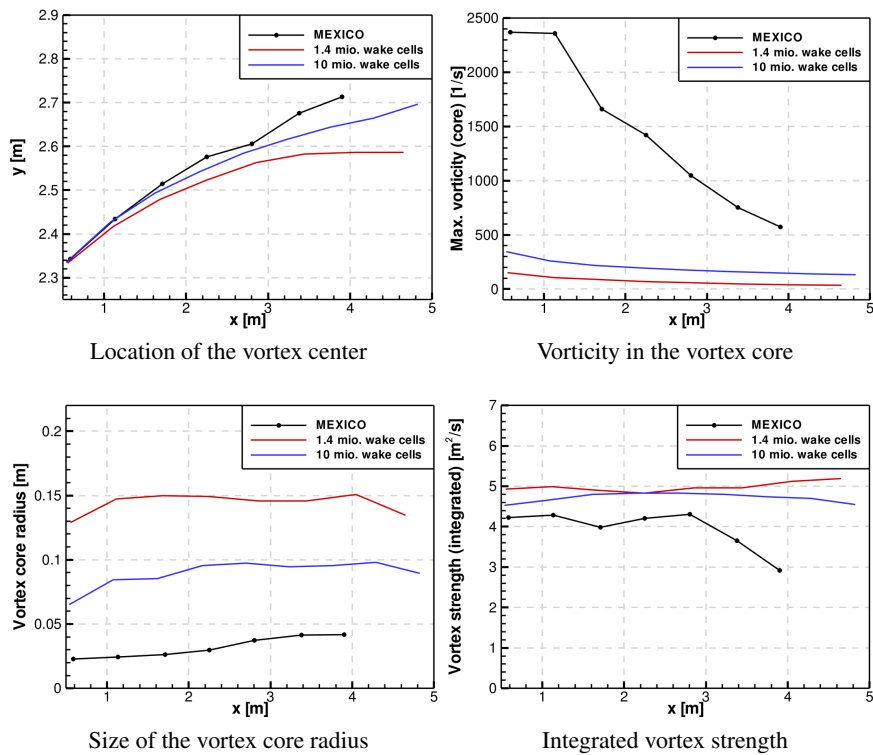 2.9
2.8
2.7
2.6
2.5
2.4
2.3
y [m]
MEXICO
1.4 mio. wake cells
10 mio. wake cells
1
2
3
4
5
x [m]
Location of the vortex center
2500
2000
1500
1000
500
0
Max. vorticity (core) [1/s]
MEXICO
1.4 mio. wake cells
10 mio. wake cells
1
2
3
4
5
x [m]
Vorticity in the vortex core
0.2
0.15
0.1
0.05
0
Vortex core radius [m]
MEXICO
1.4 mio. wake cells
10 mio. wake cells
1
2
3
4
5
x [m]
Size of the vortex core radius
7
6
5
4
3
2
1
0
Vortex strength (integrated) [m²/s]
MEXICO
1.4 mio. wake cells
10 mio. wake cells
1
2
3
4
5
x [m]
Integrated vortex strength